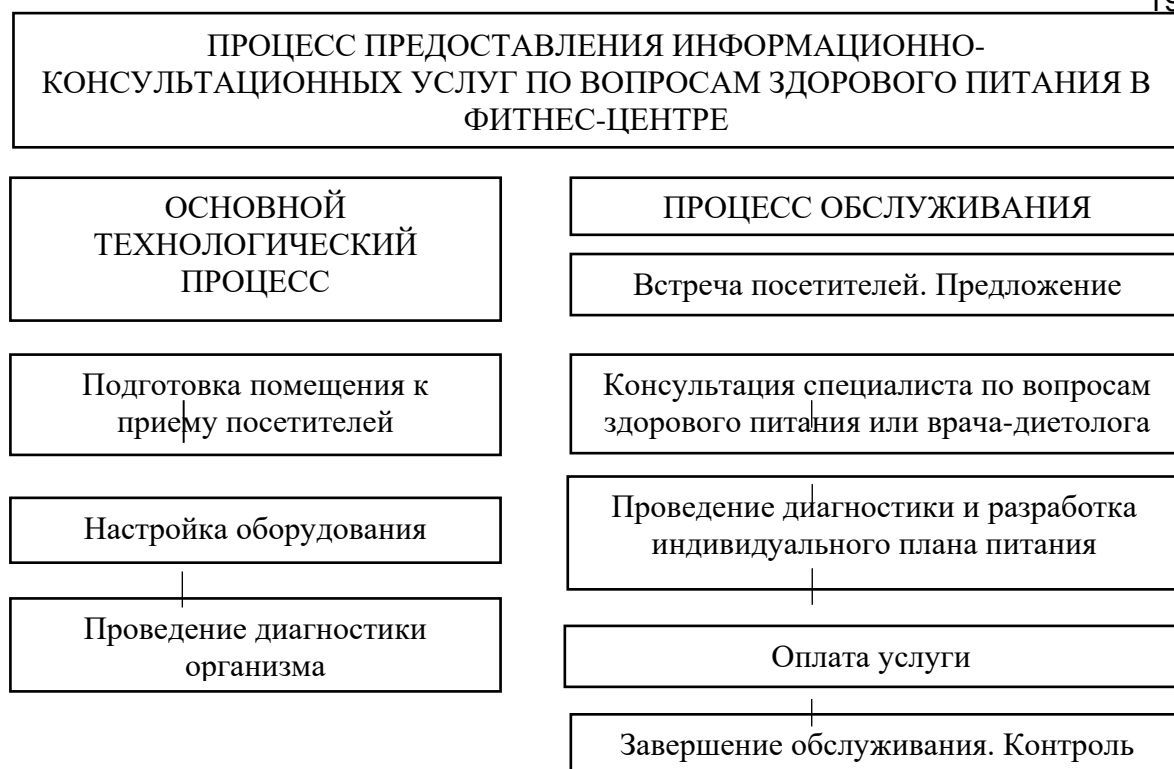 19
ПРОЦЕСС ПРЕДОСТАВЛЕНИЯ ИНФОРМАЦИОННО-
КОНСУЛЬТАЦИОННЫХ УСЛУГ ПО ВОПРОСАМ ЗДОРОВОГО ПИТАНИЯ В
ФИТНЕС-ЦЕНТРЕ
ОСНОВНОЙ
ТЕХНОЛОГИЧЕСКИЙ
ПРОЦЕСС
Подготовка помещения к
приему посетителей
Настройка оборудования
Проведение диагностики
организма
ПРОЦЕСС ОБСЛУЖИВАНИЯ
Встреча посетителей. Предложение
Консультация специалиста по вопросам
здорового питания или врача-диетолога
Проведение диагностики и разработка
индивидуального плана питания
Оплата услуги
Завершение обслуживания. Контроль